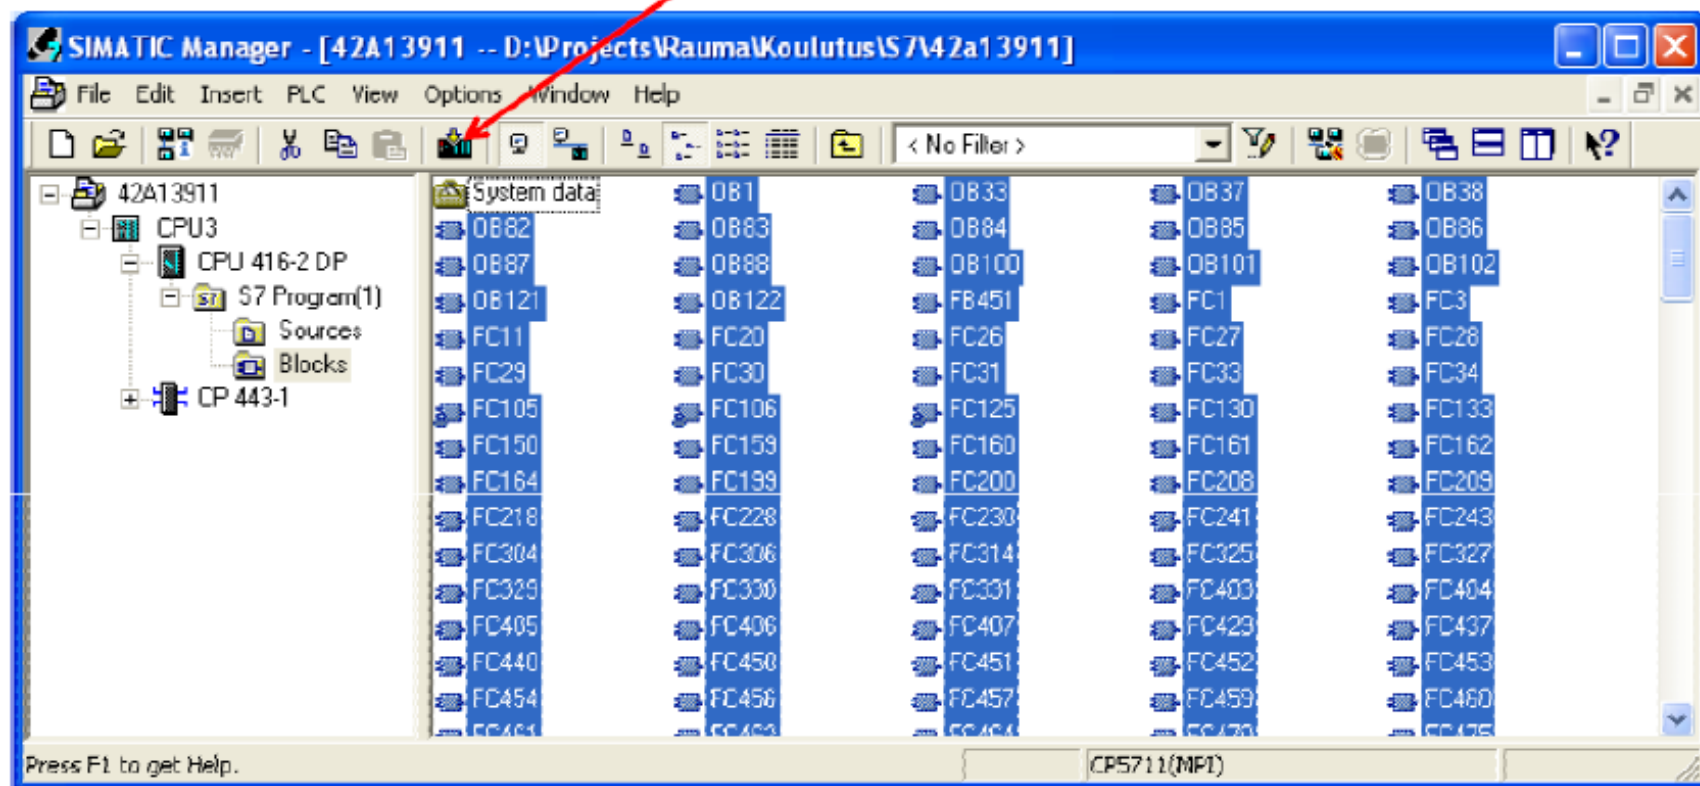 SIMATIC Manager - [42A13911 -- D:\Projects\Rauma\Koulutus\S7\42a13911]
File Edit Insert PLC View Options Window Help
< No Filter >
42A13911
CPU3
CPU 416-2 DP
S7 Program(1)
Sources
Blocks
CP 443-1
System data OB1 OB33 OB37 OB38
OB82 OB83 OB84 OB85 OB86
OB87 OB88 OB100 OB101 OB102
OB121 OB122 FB451 FC1 FC3
FC11 FC20 FC26 FC27 FC28
FC29 FC30 FC31 FC33 FC34
FC105 FC106 FC125 FC130 FC133
FC150 FC159 FC160 FC161 FC162
FC164 FC199 FC200 FC208 FC209
FC218 FC228 FC230 FC241 FC243
FC304 FC306 FC314 FC325 FC327
FC329 FC330 FC331 FC403 FC404
FC405 FC406 FC407 FC429 FC437
FC440 FC450 FC451 FC452 FC453
FC454 FC456 FC457 FC459 FC460
Press F1 to get Help.
CP5711(MPI)